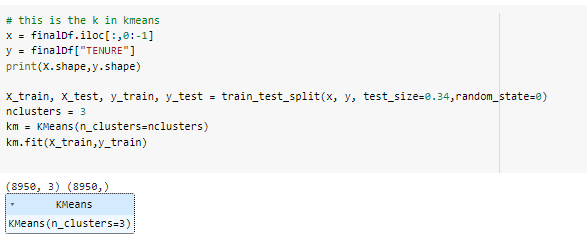 # this is the k in kmeans
x = finalDf.iloc[:,0:-1]
y = finalDf["TENURE"]
print(X.shape,y.shape)
X_train, X_test, y_train, y_test = train_test_split(x, y, test_size=0.34,random_state=0)
nclusters = 3
km = KMeans(n_clusters=nclusters)
km.fit(X_train,y_train)
(8950, 3) (8950,)
KMeans
KMeans(n_clusters=3)